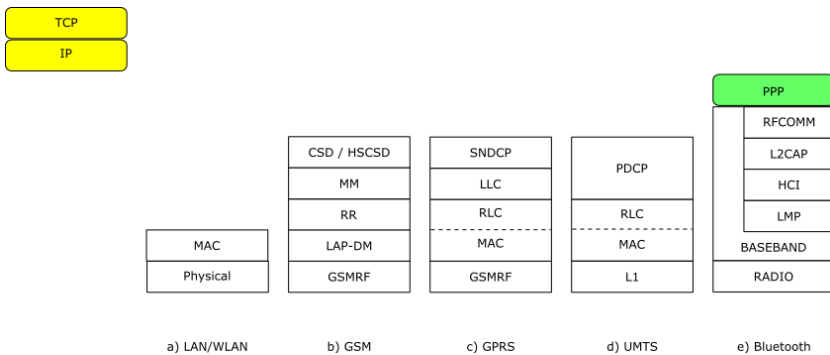 TCP
IP
PPP
RFCOMM
CSD / HSCSD
SNDCP
PDCP
L2CAP
MM
LLC
HCI
RR
RLC
RLC
LMP
MAC
LAP-DM
MAC
MAC
BASEBAND
Physical
GSMRF
GSMRF
L1
RADIO
a) LAN/WLAN
b) GSM
c) GPRS
d) UMTS
e) Bluetooth